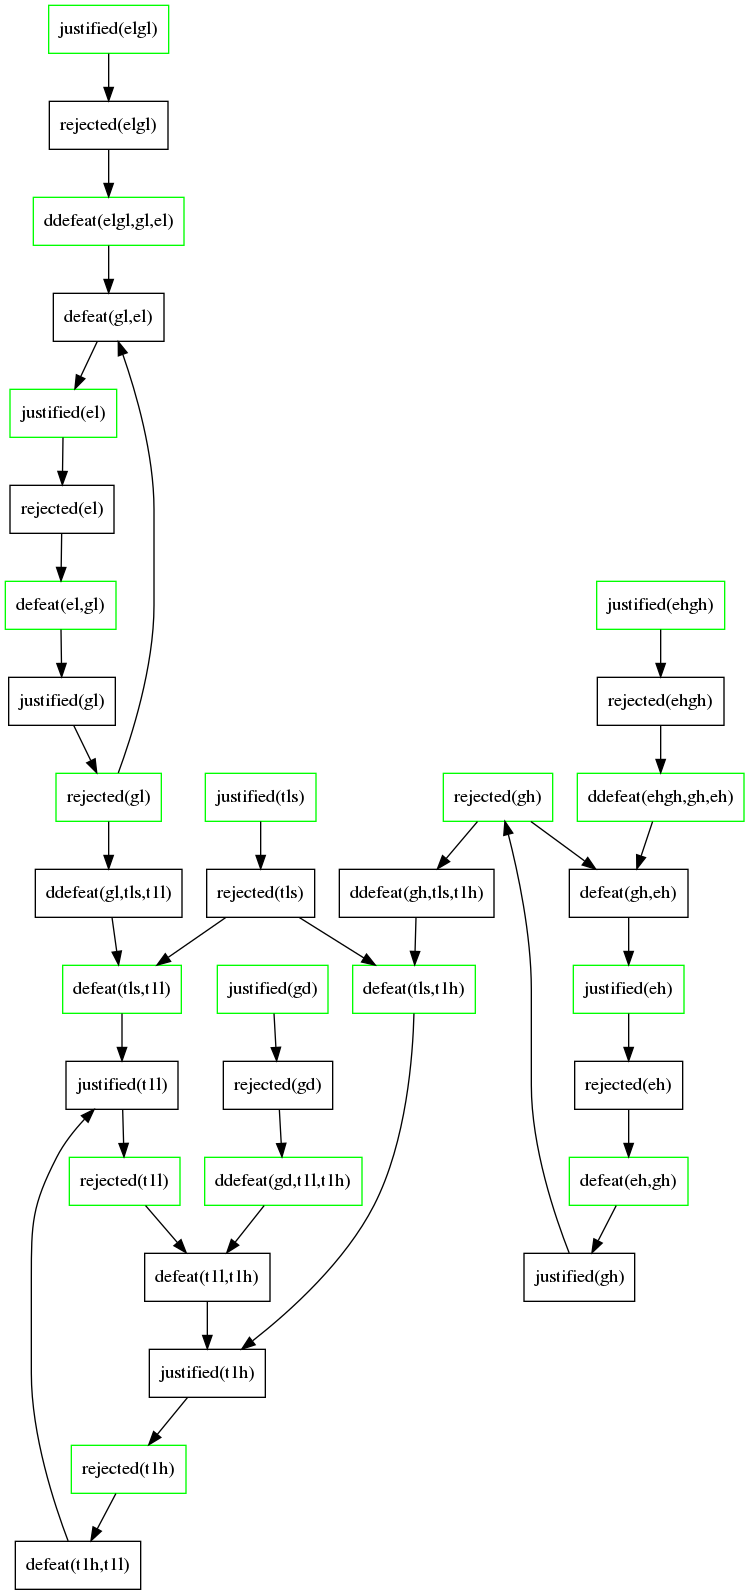 justified(elgl)
rejected(elgl)
ddefeat(elgl,gl,el)
defeat(gl,el)
justified(el)
rejected(el)
defeat(el,gl)
justified(ehgh)
justified(gl)
rejected(ehgh)
rejected(gl)
justified(tls)
rejected(gh)
ddefeat(ehgh,gh,eh)
ddefeat(gl,tls,t1l)
rejected(tls)
ddefeat(gh,tls,t1h)
defeat(gh,eh)
defeat(tls,t1l)
justified(gd)
defeat(tls,t1h)
justified(eh)
justified(t1l)
rejected(gd)
rejected(eh)
rejected(t1l)
ddefeat(gd,t1l,t1h)
defeat(eh,gh)
defeat(t1l,t1h)
justified(gh)
justified(t1h)
rejected(t1h)
defeat(t1h,t1l)